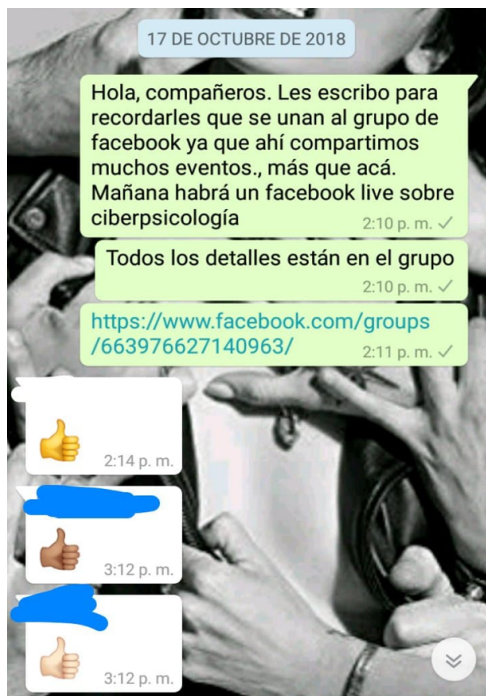 17 DE OCTUBRE DE 2018
Hola, compañeros. Les escribo para
recordarles que se unan al grupo de
facebook ya que ahí compartimos
muchos eventos., más que acá.
Mañana habrá un facebook live sobre
ciberpsicología
2:10 p. m.
Todos los detalles están en el grupo
2:10 p. m.
https://www.facebook.com/groups
/663976627140963/
2:11 p. m.
2:14 p. m.
3:12 p. m.
3:12 p. m.